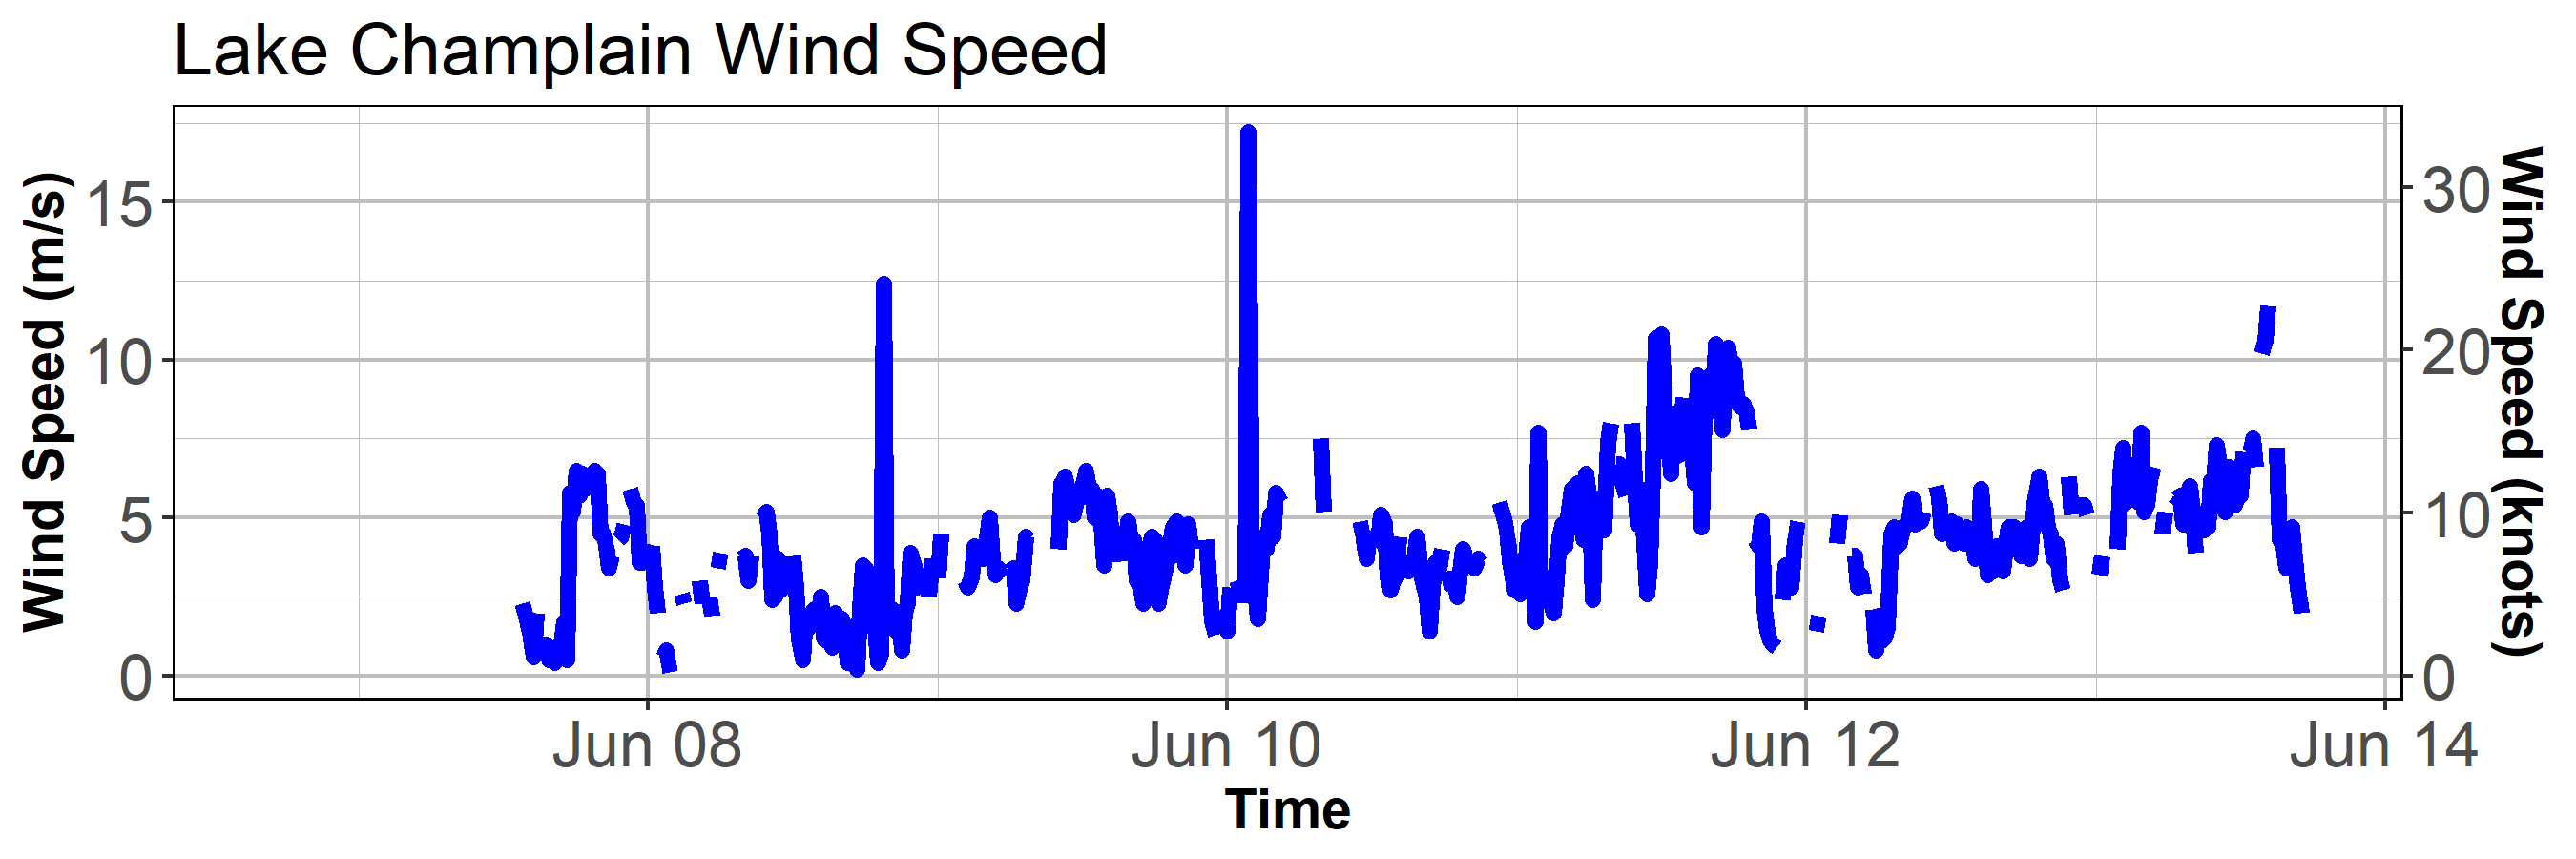 Lake Champlain Wind Speed
Wind Speed (m/s)
15
10
5
0
30
20
10
0
Wind Speed (knots)
Jun 08
Jun 10
Jun 12
Jun 14
Time